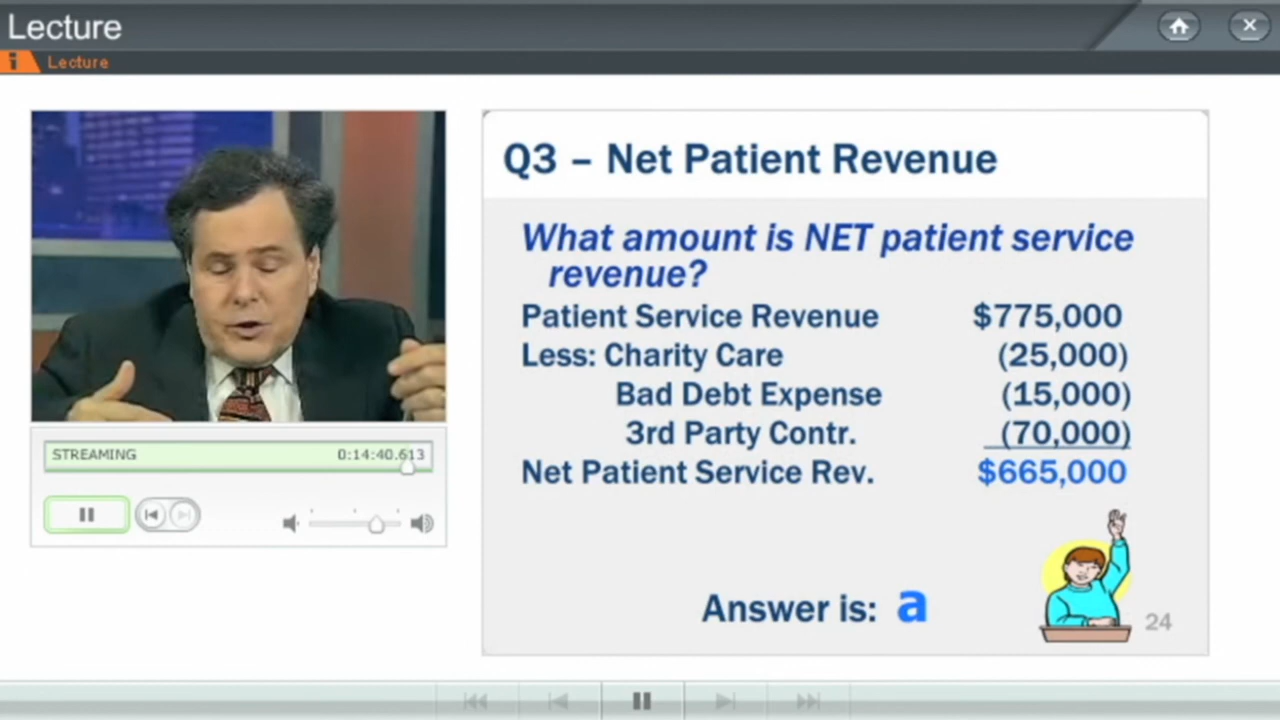 Lecture
i Lecture
STREAMING 0:14:40.613
Q3 – Net Patient Revenue
What amount is NET patient service
revenue?
Patient Service Revenue $775,000
Less: Charity Care (25,000)
Bad Debt Expense (15,000)
3rd Party Contr. (70,000)
Net Patient Service Rev. $665,000
Answer is: a
24